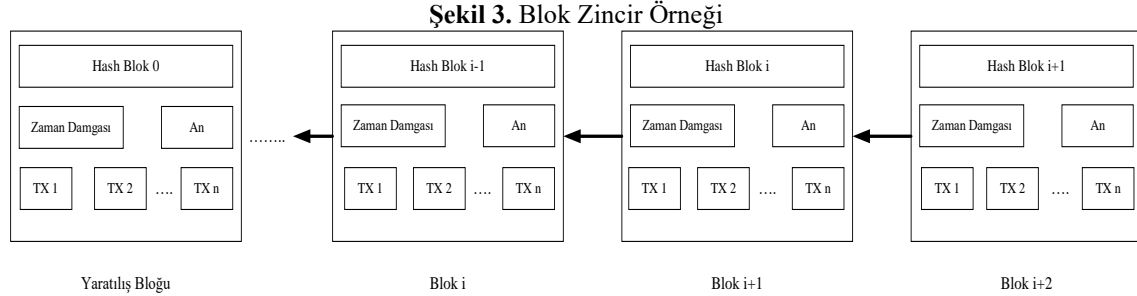 Şekil 3. Blok Zincir Örneği
Hash Blok 0
Zaman Damgası
An
TX 1
TX 2
....
TX n
Yaratılış Bloğu
........
Hash Blok i-1
Zaman Damgası
An
TX 1
TX 2
....
TX n
Blok i
Hash Blok i
Zaman Damgası
An
TX 1
TX 2
....
TX n
Blok i+1
Hash Blok i+1
Zaman Damgası
An
TX 1
TX 2
....
TX n
Blok i+2